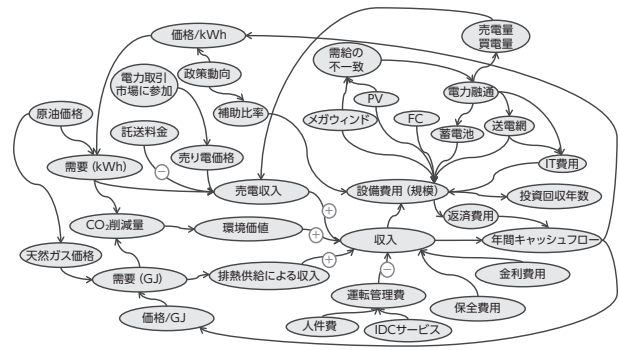 価格/kWh
売電量
買電量
需給の
不一致
政策動向
電力取引
市場に参加
電力融通
PV
原油価格
補助比率
メガウィンド
FC
蓄電池
送電網
託送料金
売り電価格
IT費用
需要（kWh）
−
売電収入
設備費用（規模）
投資回収年数
+
返済費用
CO₂削減量
環境価値
+
収入
年間キャッシュフロー
天然ガス価格
需要（GJ）
排熱供給による収入
+
−
金利費用
運転管理費
保全費用
価格/GJ
人件費
IDCサービス